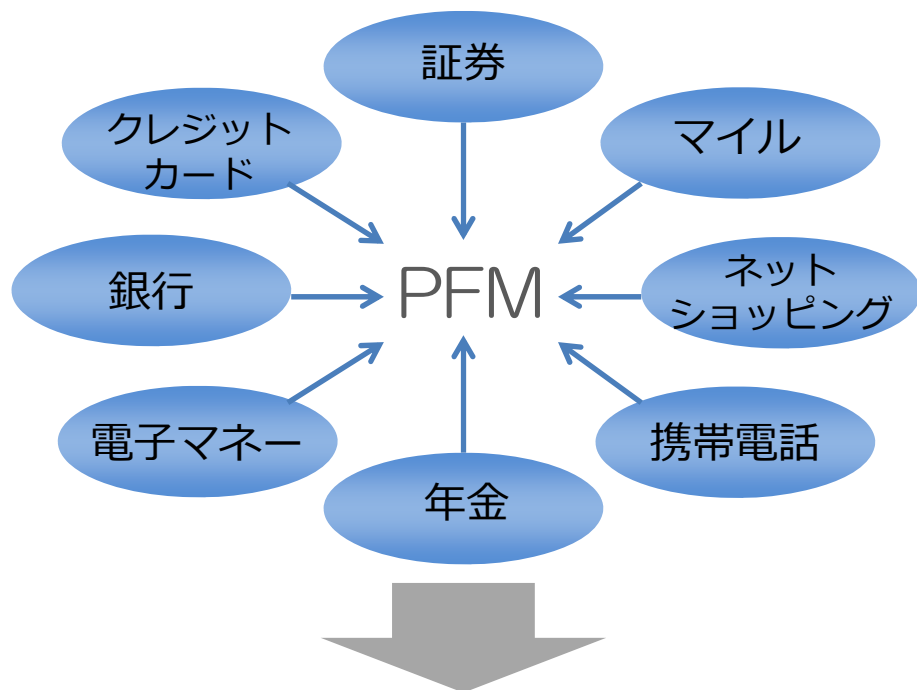 証券
クレジット
カード
マイル
銀行
PFM
ネット
ショッピング
電子マネー
携帯電話
年金